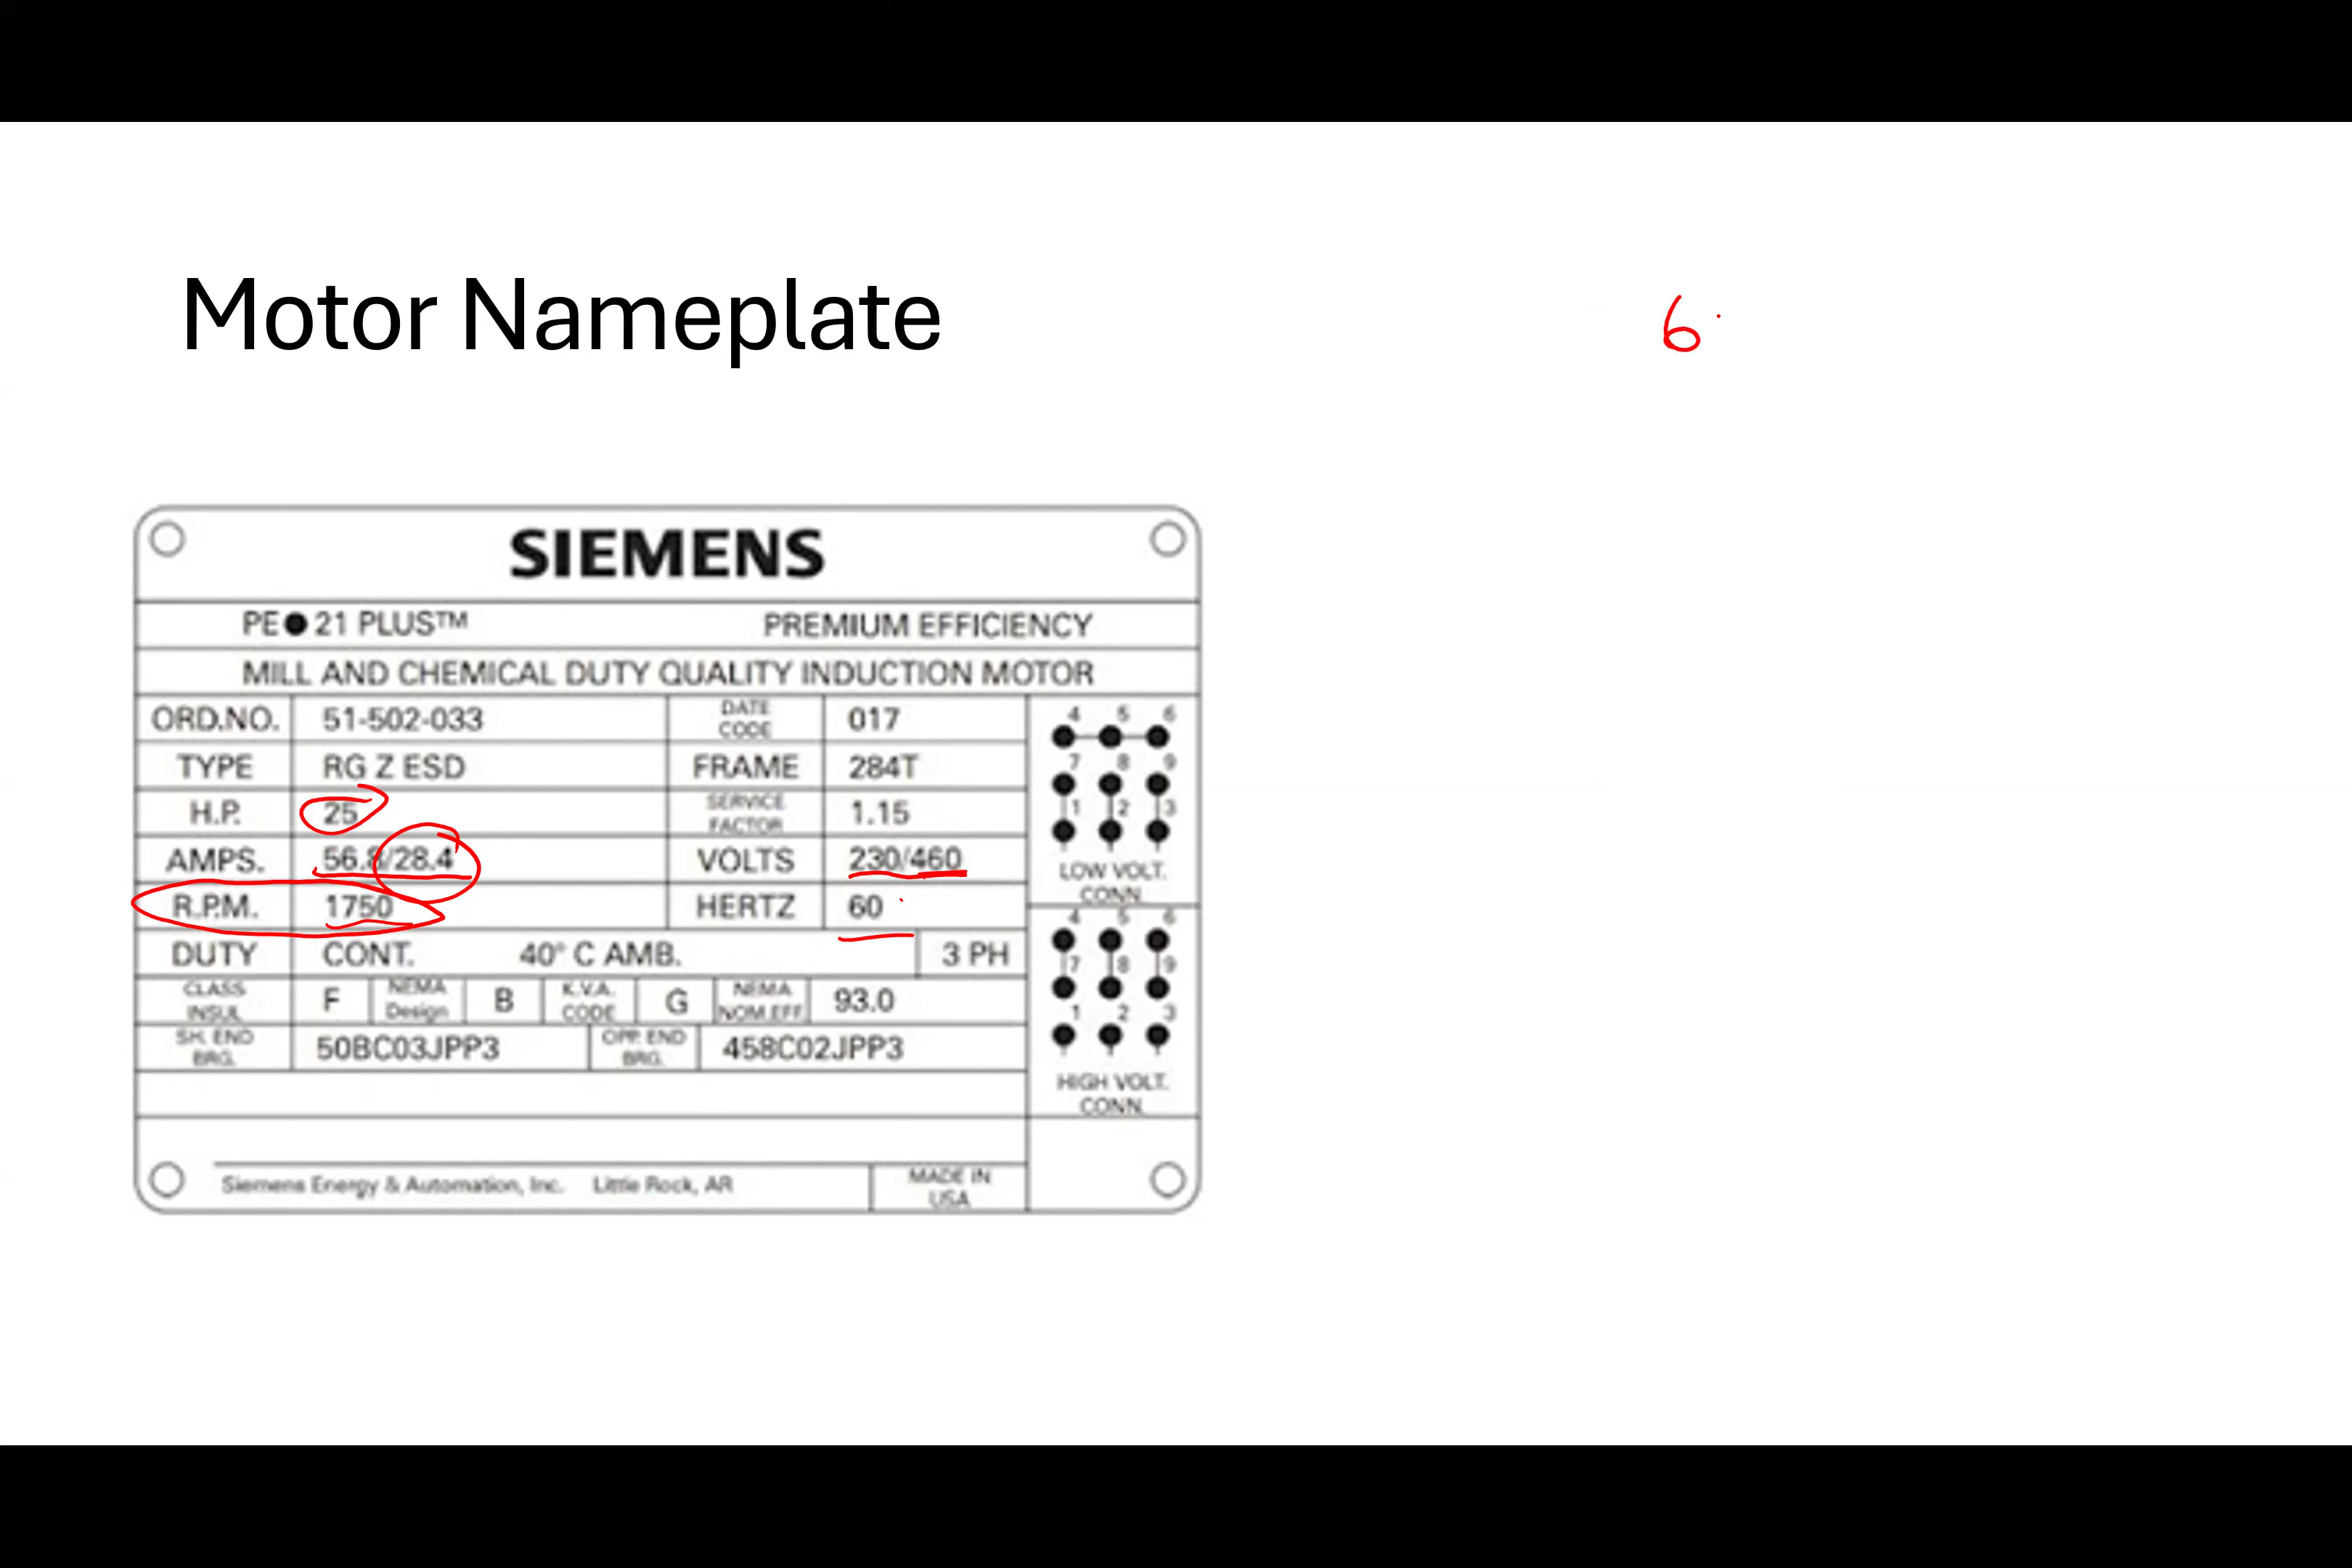 Motor Nameplate
6
SIEMENS
PE●21 PLUS™ PREMIUM EFFICIENCY
MILL AND CHEMICAL DUTY QUALITY INDUCTION MOTOR
ORD.NO. 51-502-033 DATE CODE 017
TYPE RG Z ESD FRAME 284T
H.P. 25 SERVICE FACTOR 1.15
AMPS. 56.8/28.4 VOLTS 230/460
R.P.M. 1750 HERTZ 60
DUTY CONT. 40° C AMB. 3 PH
CLASS INSUL F NEMA Design B K.V.A. CODE G NEMA NOM.EFF. 93.0
SH. END BRG. 50BC03JPP3 OPP. END BRG. 458C02JPP3
4 5 6
7 8 9
1 2 3
LOW VOLT.
CONN.
4 5 6
7 8 9
1 2 3
HIGH VOLT.
CONN.
Siemens Energy & Automation, Inc. Little Rock, AR MADE IN USA